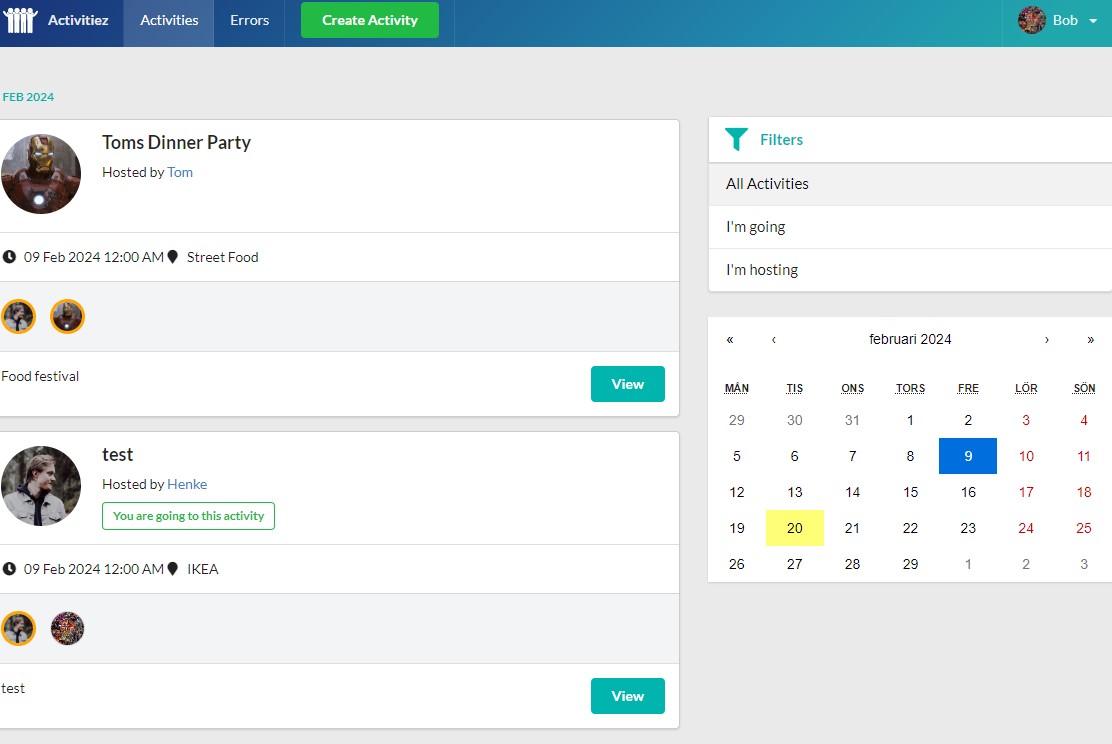 Activitiez Activities Errors Create Activity Bob
FEB 2024
Toms Dinner Party
Hosted by Tom
09 Feb 2024 12:00 AM Street Food
Food festival View
test
Hosted by Henke
You are going to this activity
09 Feb 2024 12:00 AM IKEA
test View
Filters
All Activities
I'm going
I'm hosting
« ‹ februari 2024 › »
MÅN TIS ONS TORS FRE LÖR SÖN
29 30 31 1 2 3 4
5 6 7 8 9 10 11
12 13 14 15 16 17 18
19 20 21 22 23 24 25
26 27 28 29 1 2 3